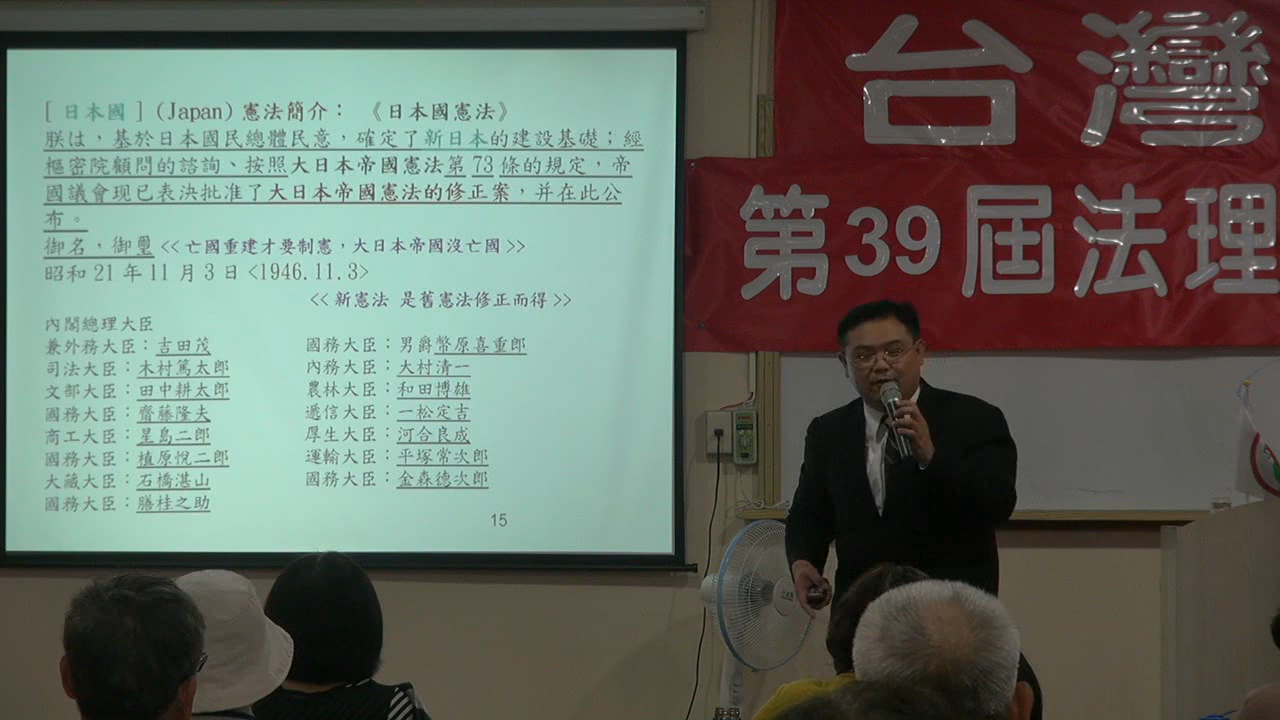 [ 日本國 ] (Japan) 憲法簡介： 《日本國憲法》
朕は，基於日本國民總體民意，確定了新日本的建設基礎；經
樞密院顧問的諮詢、按照大日本帝國憲法第 73 條的規定，帝
國議會現已表決批准了大日本帝國憲法的修正案，并在此公
布。
御名，御璽 << 亡國重建才要制憲，大日本帝國沒亡國 >>
昭和 21 年 11 月 3 日 <1946.11.3>
<< 新憲法 是舊憲法修正而得 >>
內閣總理大臣
兼外務大臣：吉田茂
司法大臣：木村篤太郎
文部大臣：田中耕太郎
國務大臣：齋藤隆夫
商工大臣：星島二郎
國務大臣：植原悅二郎
大藏大臣：石橋湛山
國務大臣：膳桂之助
國務大臣：男爵幣原喜重郎
內務大臣：大村清一
農林大臣：和田博雄
遞信大臣：一松定吉
厚生大臣：河合良成
運輸大臣：平塚常次郎
國務大臣：金森德次郎
15
台灣
第39屆法理